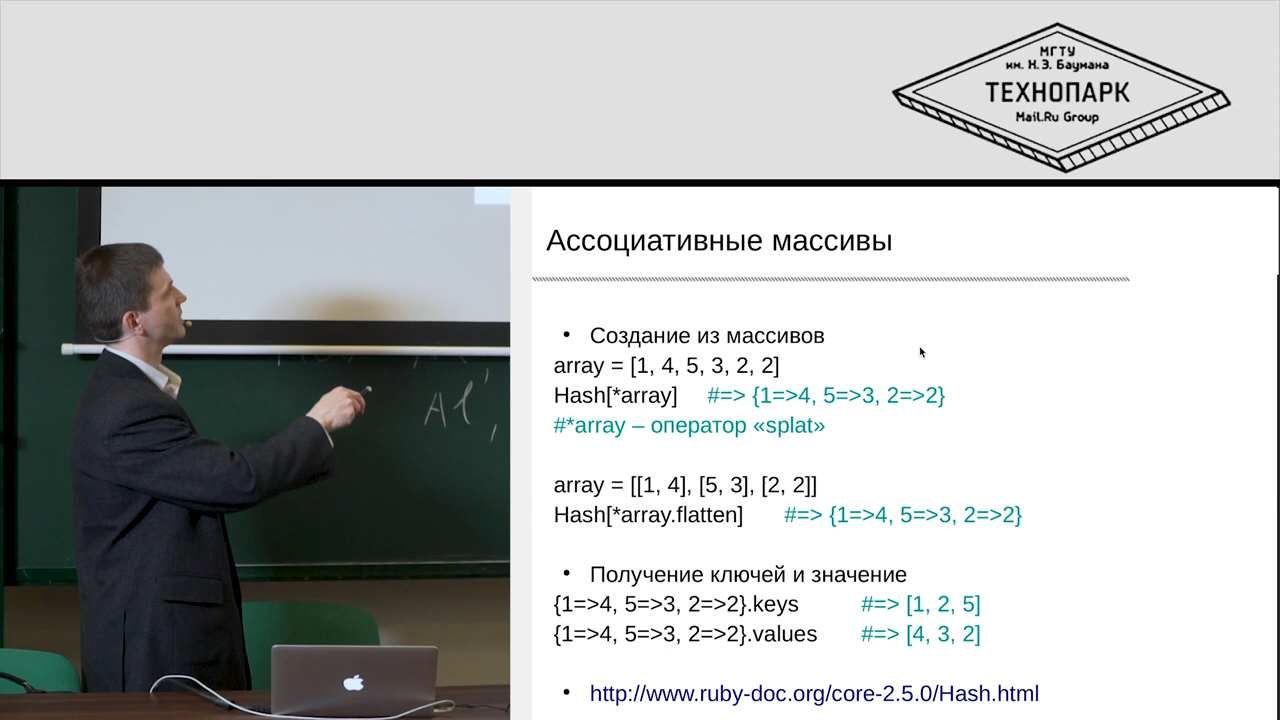 МГТУ
им. Н.Э. Баумана
ТЕХНОПАРК
Mail.Ru Group
Ассоциативные массивы
• Создание из массивов
array = [1, 4, 5, 3, 2, 2]
Hash[*array] #=> {1=>4, 5=>3, 2=>2}
#*array – оператор «splat»
array = [[1, 4], [5, 3], [2, 2]]
Hash[*array.flatten] #=> {1=>4, 5=>3, 2=>2}
• Получение ключей и значение
{1=>4, 5=>3, 2=>2}.keys #=> [1, 2, 5]
{1=>4, 5=>3, 2=>2}.values #=> [4, 3, 2]
• http://www.ruby-doc.org/core-2.5.0/Hash.html